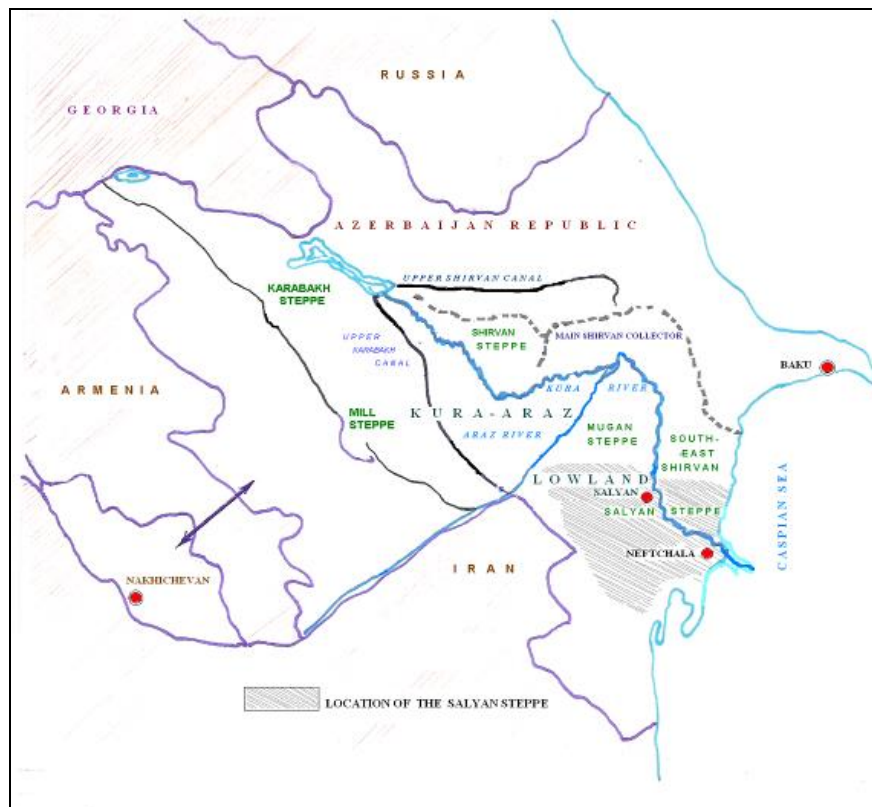 RUSSIA
GEORGIA
AZERBAIJAN REPUBLIC
UPPER SHIRVAN CANAL
KARABAKH
STEPPE
SHIRVAN
STEPPE
MAIN SHIRVAN COLLECTOR
UPPER
KARABAKH
CANAL
BAKU
ARMENIA
KURA RIVER
MILL
STEPPE
KURA-ARAZ
ARAZ RIVER
MUGAN
STEPPE
SOUTH-
EAST
SHIRVAN
LOWLAND
SALYAN
SALYAN STEPPE
CASPIAN SEA
NEFTCHALA
IRAN
NAKHICHEVAN
LOCATION OF THE SALYAN STEPPE